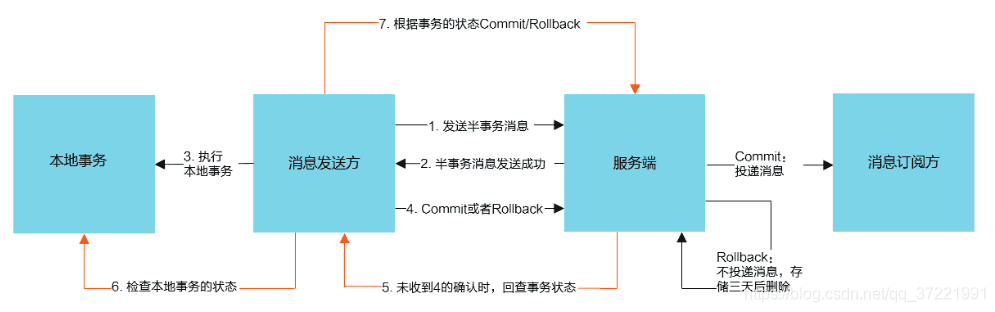 7. 根据事务的状态Commit/Rollback
本地事务
3. 执行
本地事务
消息发送方
1. 发送半事务消息
2. 半事务消息发送成功
4. Commit或者Rollback
服务端
Commit：
投递消息
消息订阅方
6. 检查本地事务的状态
5. 未收到4的确认时，回查事务状态
Rollback：
不投递消息，存
储三天后删除
https://blog.csdn.net/qq_37221991